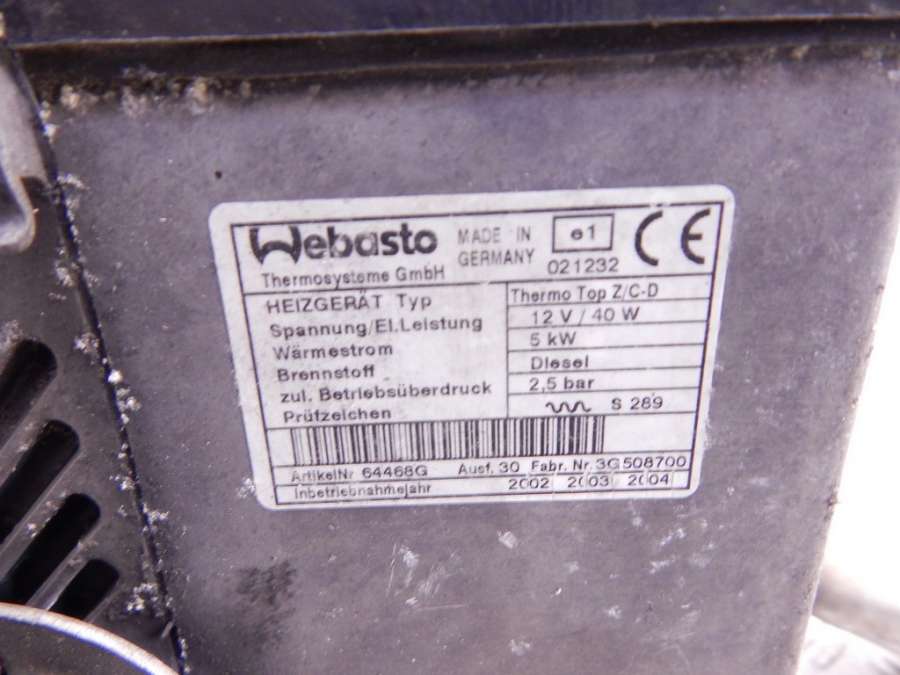 Webasto MADE IN GERMANY e1
Thermosysteme GmbH 021232 CE
HEIZGERÄT Typ Thermo Top Z/C-D
Spannung/El.Leistung 12 V / 40 W
Wärmestrom 5 kW
Brennstoff Diesel
zul. Betriebsüberdruck 2,5 bar
Prüfzeichen S 289
ArtikelNr 64468G Ausf. 30 Fabr. Nr. 3G508700
Inbetriebnahmejahr 2002 2003 2004